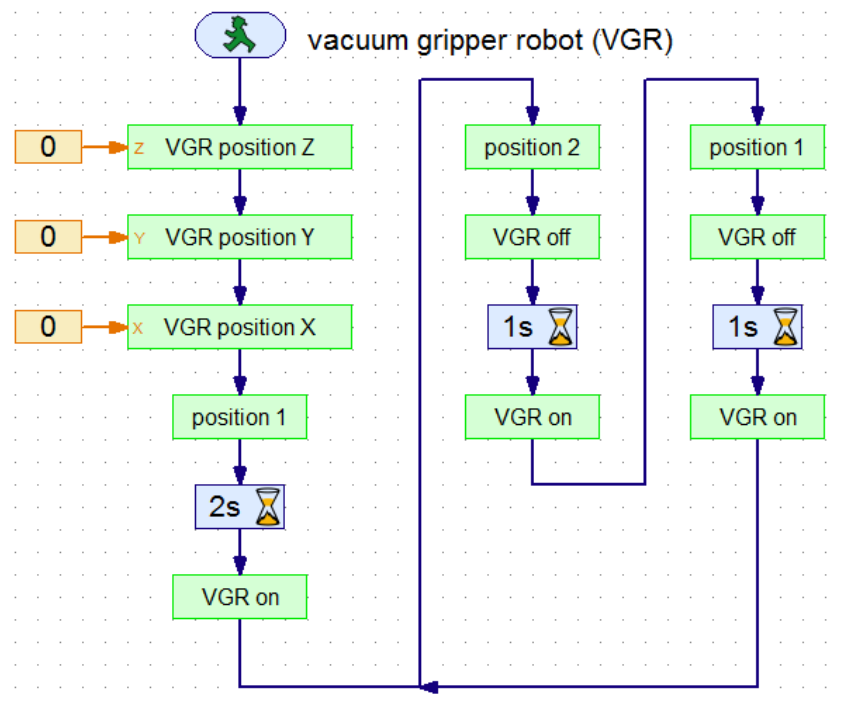 vacuum gripper robot (VGR)
0
Z VGR position Z
0
Y VGR position Y
0
X VGR position X
position 1
2s
VGR on
position 2
VGR off
1s
VGR on
position 1
VGR off
1s
VGR on